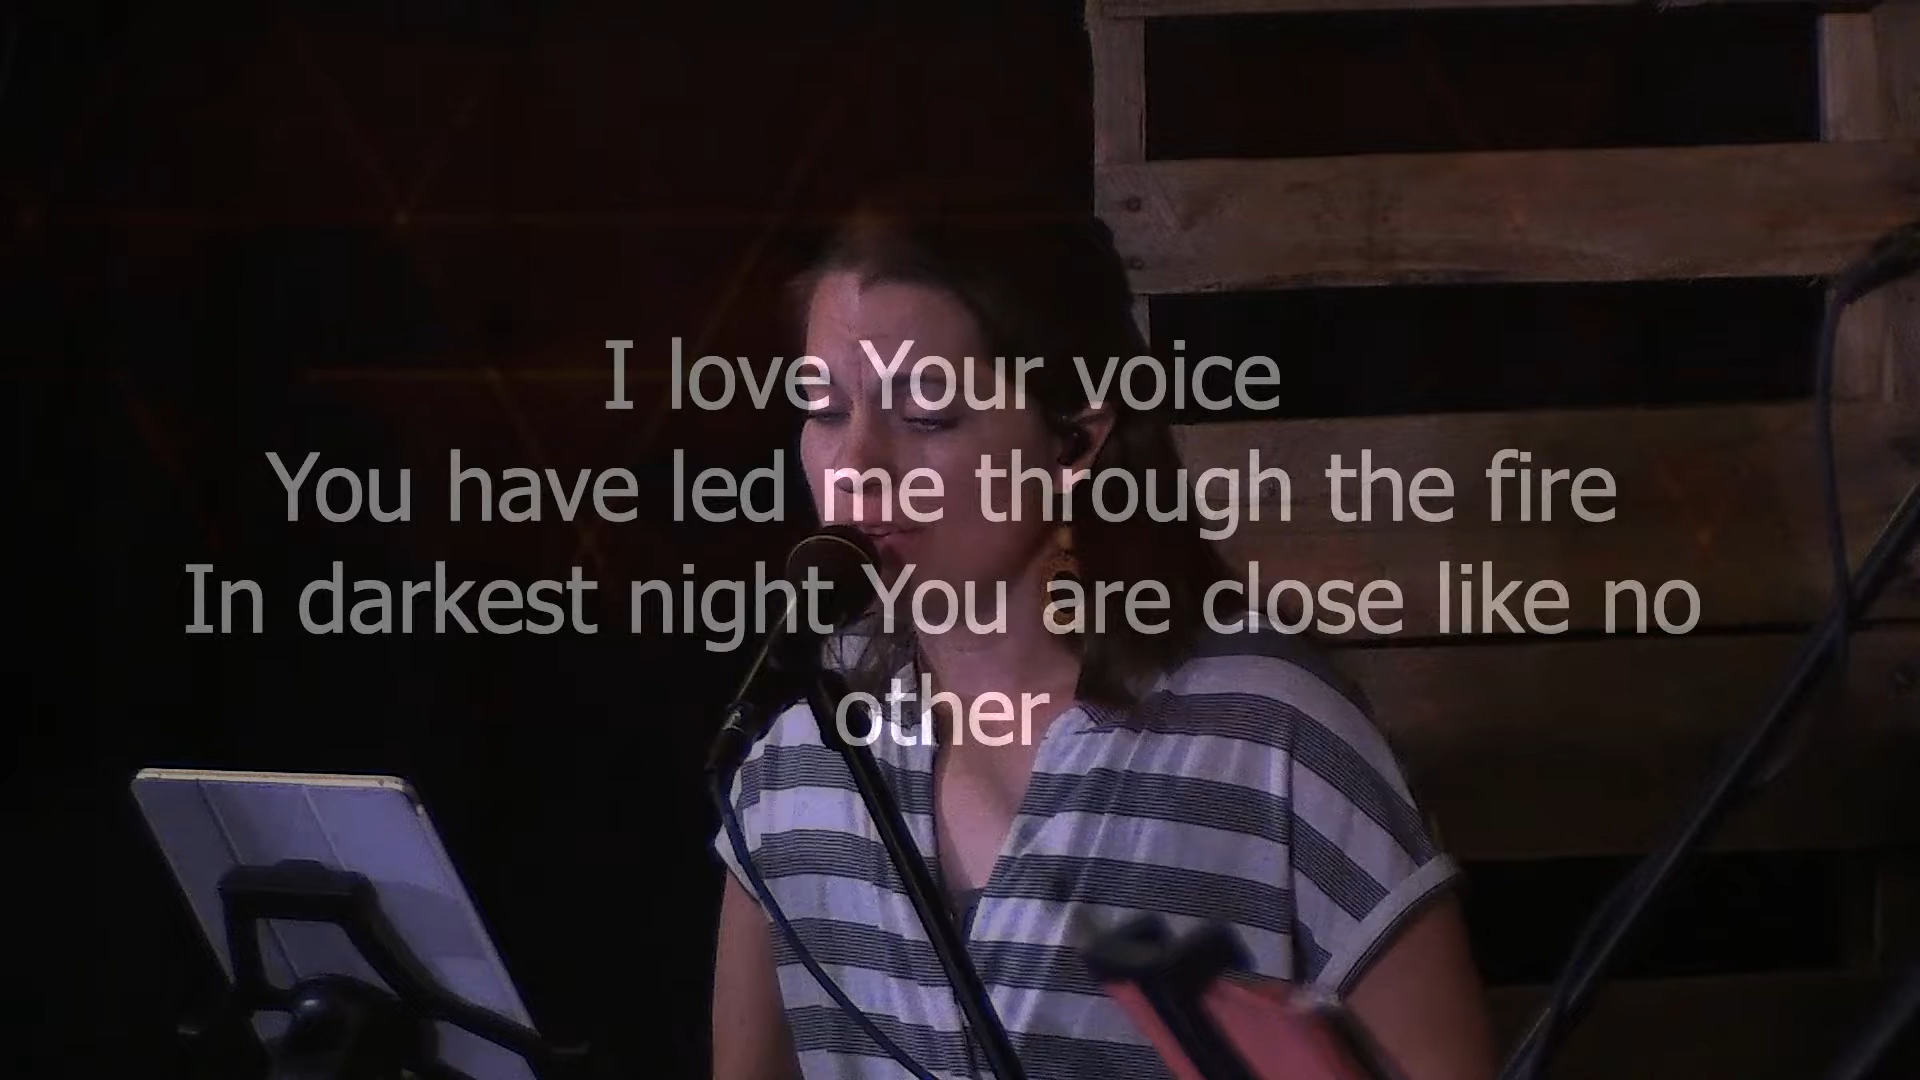 I love Your voice
You have led me through the fire
In darkest night You are close like no
other